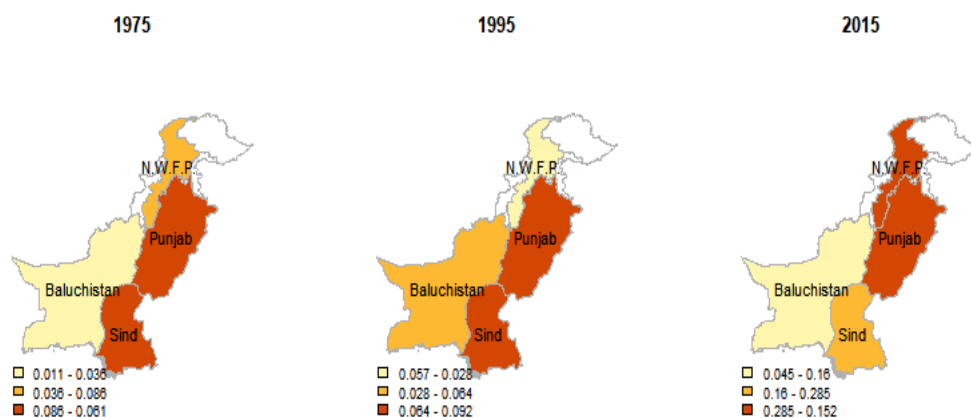 1975
N.W.F.P.
Punjab
Baluchistan
Sind
0.011 - 0.036
0.036 - 0.086
0.086 - 0.061
1995
N.W.F.P.
Punjab
Baluchistan
Sind
0.057 - 0.028
0.028 - 0.064
0.064 - 0.092
2015
N.W.F.P.
Punjab
Baluchistan
Sind
0.045 - 0.16
0.16 - 0.285
0.285 - 0.152